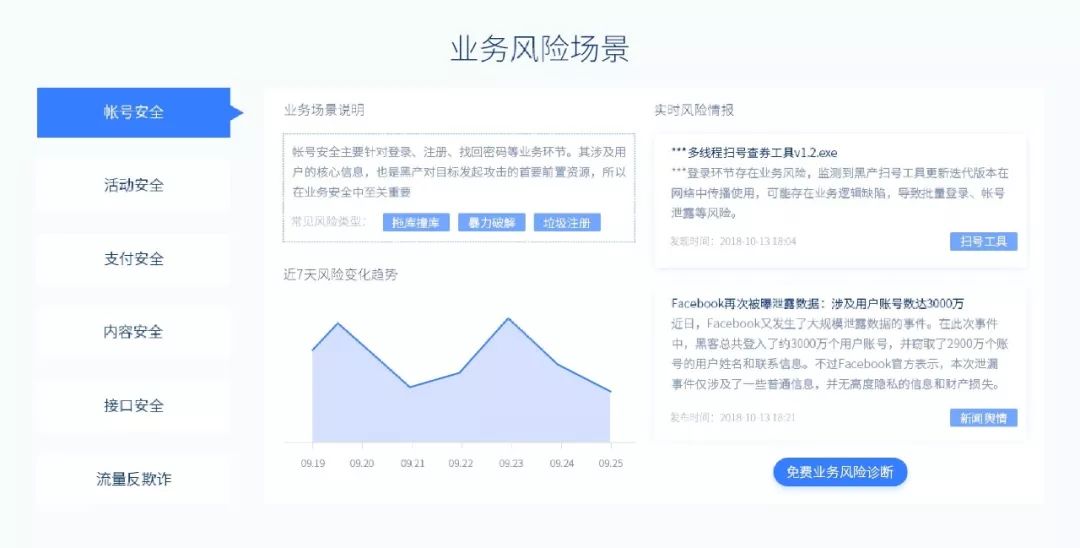 业务风险场景
帐号安全
活动安全
支付安全
内容安全
接口安全
流量反欺诈
业务场景说明
帐号安全主要针对登录、注册、找回密码等业务环节。其涉及用
户的核心信息，也是黑产对目标发起攻击的首要前置资源，所以
在业务安全中至关重要
常见风险类型：
拖库撞库
暴力破解
垃圾注册
近7天风险变化趋势
09.19
09.20
09.21
09.22
09.23
09.24
09.25
实时风险情报
***多线程扫号查券工具v1.2.exe
***登录环节存在业务风险，监测到黑产扫号工具更新迭代版本在
网络中传播使用，可能存在业务逻辑缺陷，导致批量登录、帐号
泄露等风险。
发现时间：2018-10-13 18:04
扫号工具
Facebook再次被曝泄露数据：涉及用户账号数达3000万
近日，Facebook又发生了大规模泄露数据的事件。在此次事件
中，黑客总共登入了约3000万个用户账号，并窃取了2900万个账
号的用户姓名和联系信息。不过Facebook官方表示，本次泄漏
事件仅涉及了一些普通信息，并无高度隐私的信息和财产损失。
发布时间：2018-10-13 18:21
新闻舆情
免费业务风险诊断